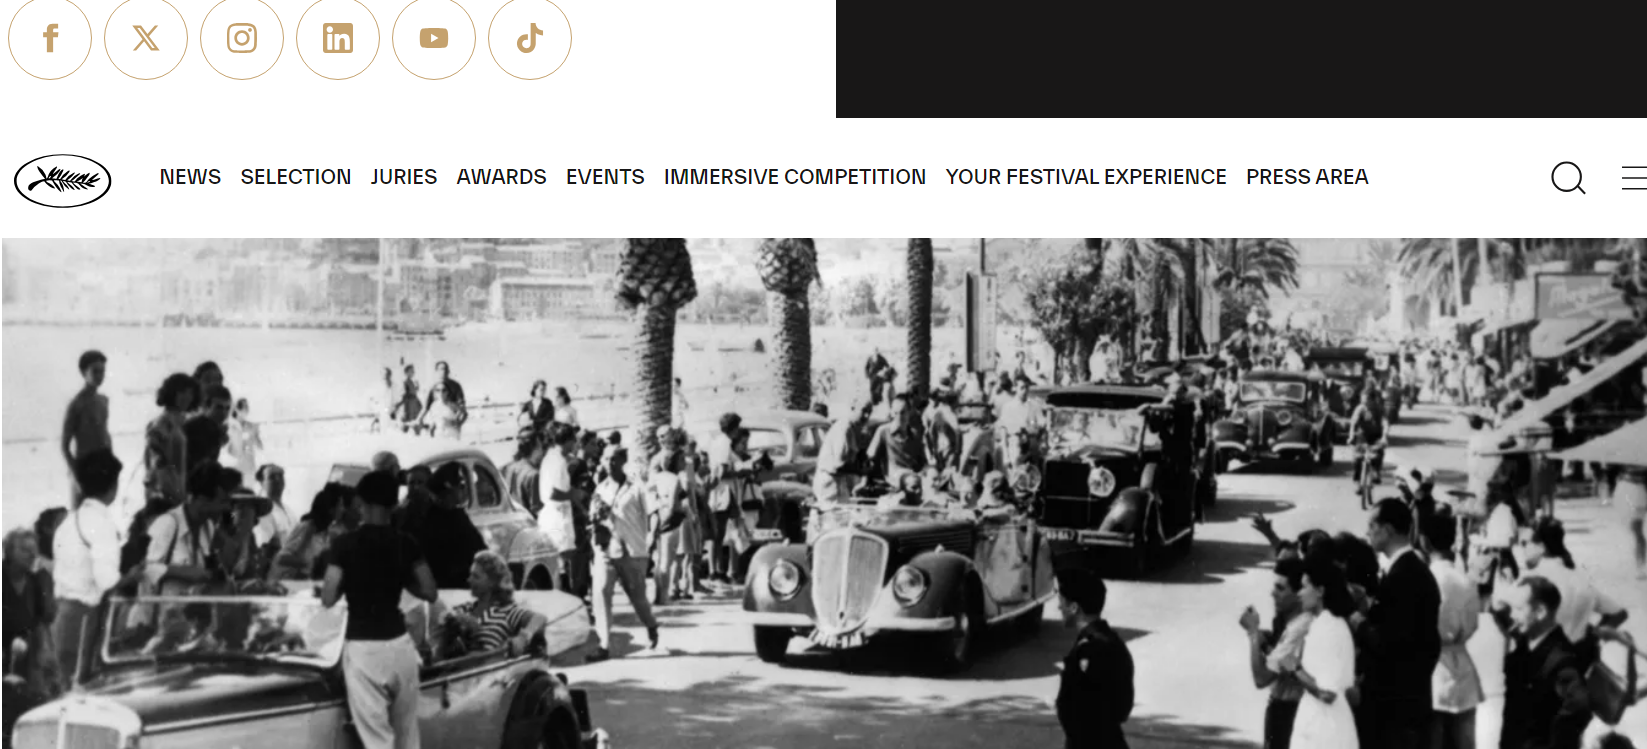 NEWS SELECTION JURIES AWARDS EVENTS IMMERSIVE COMPETITION YOUR FESTIVAL EXPERIENCE PRESS AREA